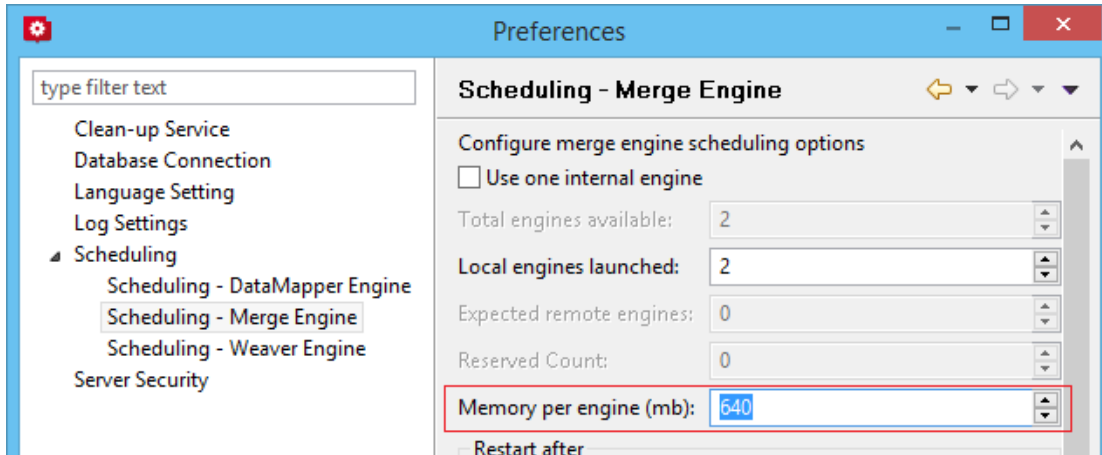 Preferences
type filter text
Clean-up Service
Database Connection
Language Setting
Log Settings
Scheduling
Scheduling - DataMapper Engine
Scheduling - Merge Engine
Scheduling - Weaver Engine
Server Security
Scheduling - Merge Engine
Configure merge engine scheduling options
Use one internal engine
Total engines available: 2
Local engines launched: 2
Expected remote engines: 0
Reserved Count: 0
Memory per engine (mb): 640
Restart after